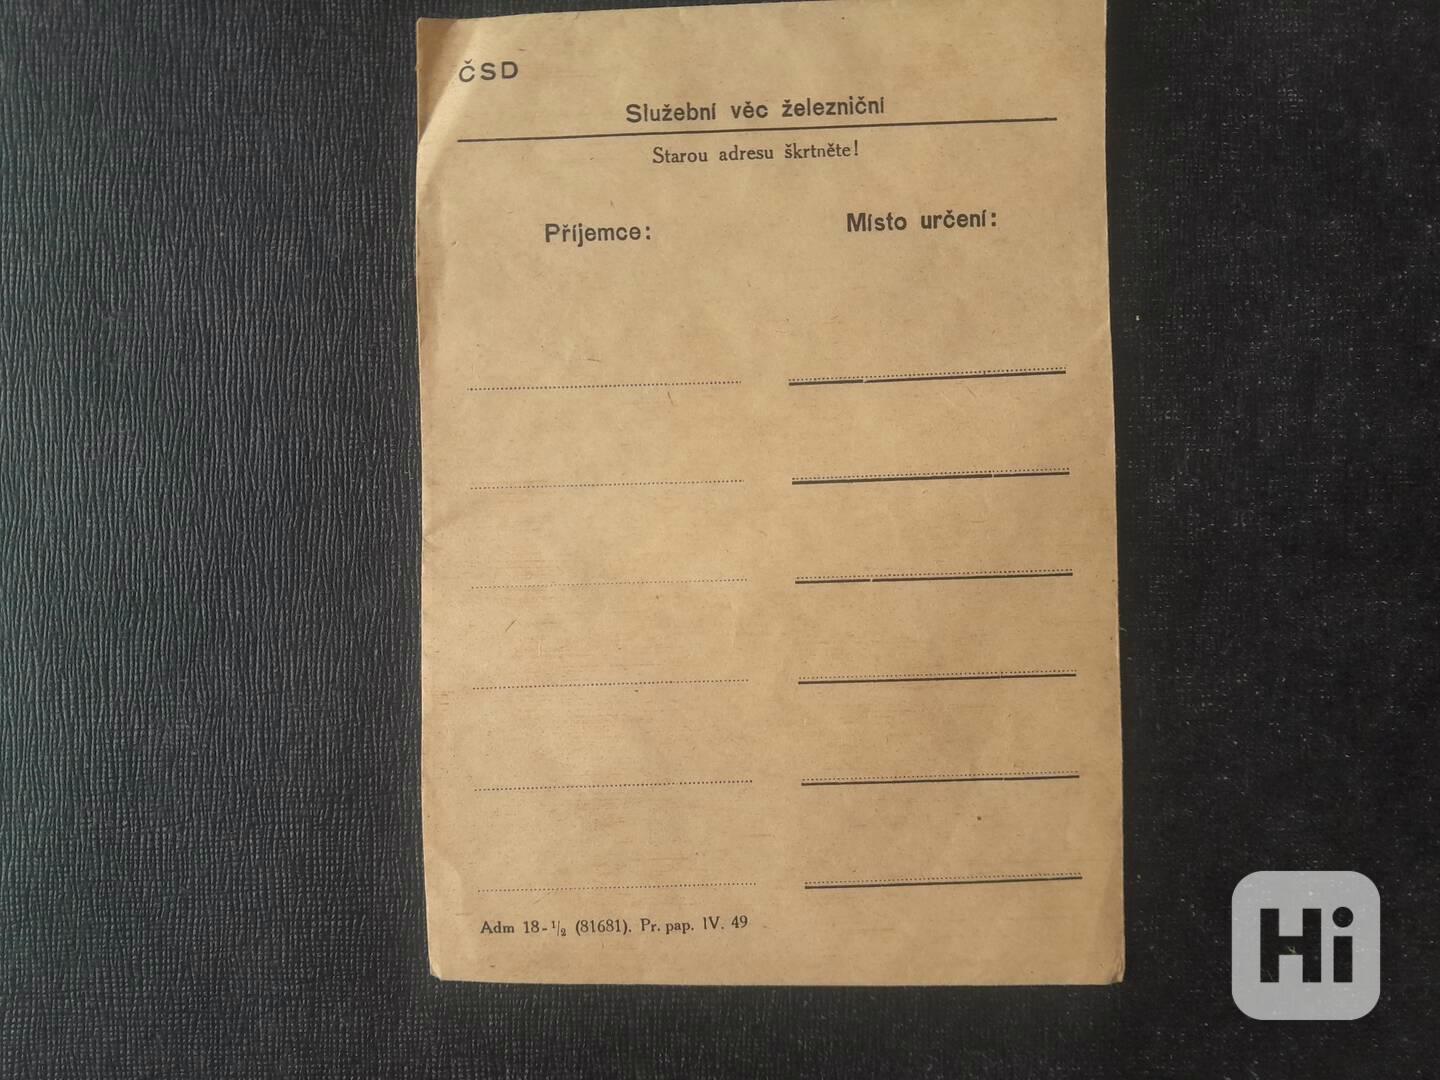 ČSD
Služební věc železniční
Starou adresu škrtněte!
Příjemce: Místo určení:
Adm 18-½ (81681). Pr. pap. IV. 49
Hi